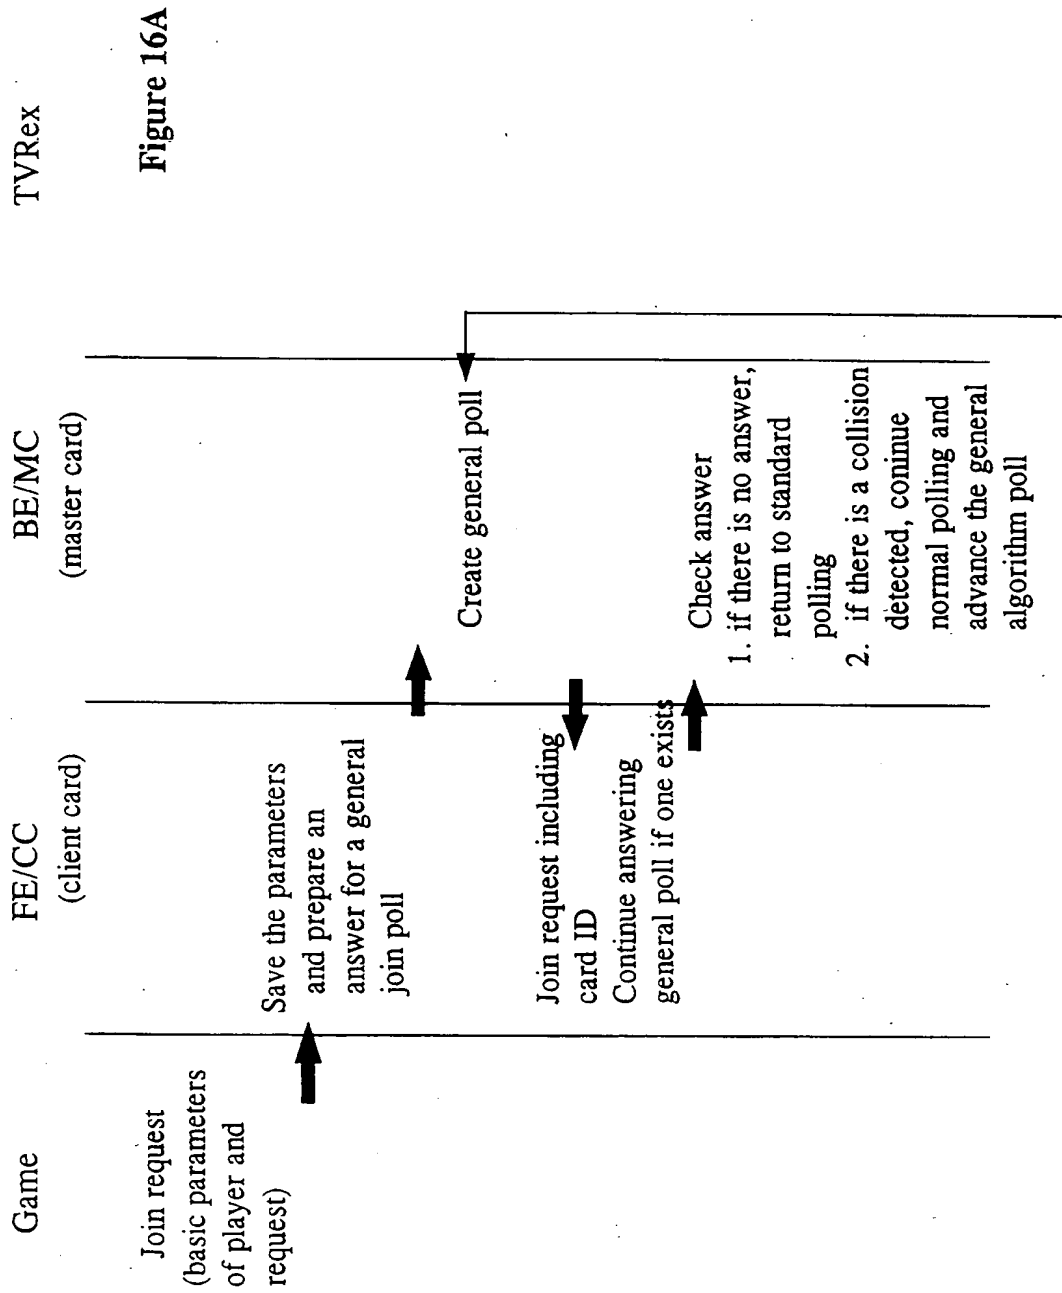 Game
FE/CC
(client card)
BE/MC
(master card)
TVRex
Figure 16A
Join request
(basic parameters
of player and
request)
Save the parameters
and prepare an
answer for a general
join poll
Create general poll
Join request including
card ID
Continue answering
general poll if one exists
Check answer
1. if there is no answer,
return to standard
polling
2. if there is a collision
detected, coninue
normal polling and
advance the general
algorithm poll